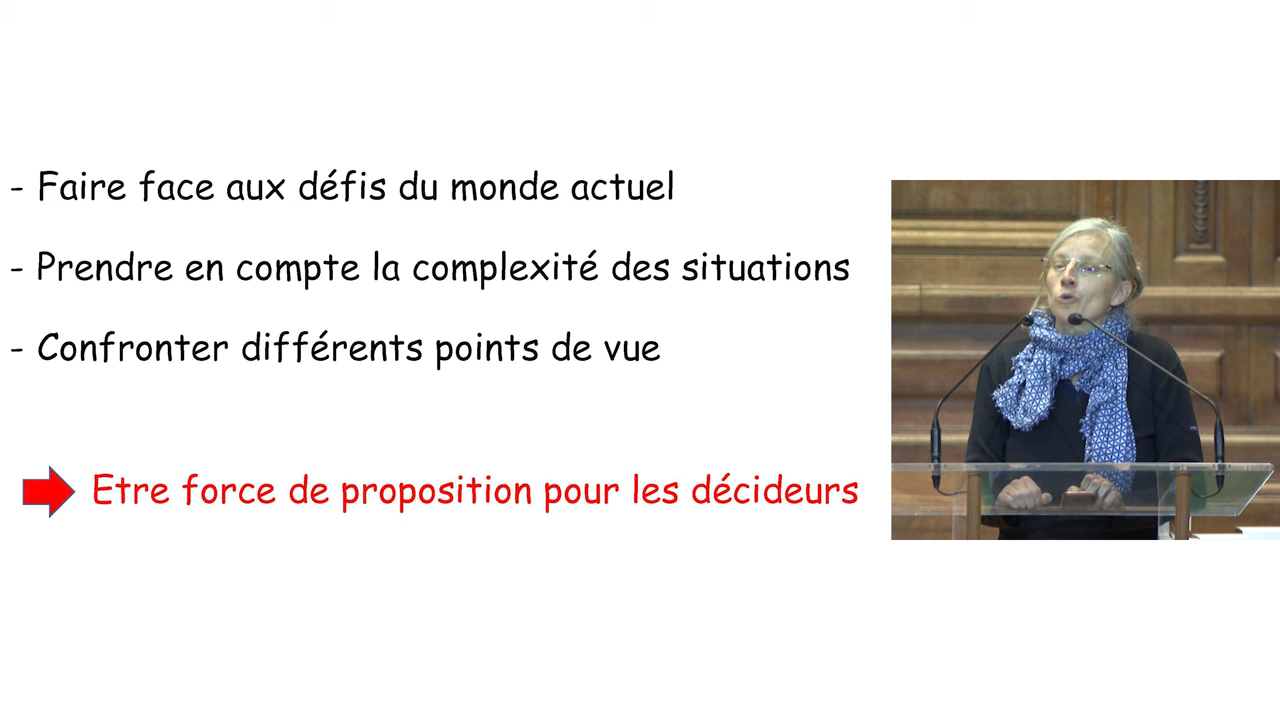 - Faire face aux défis du monde actuel
- Prendre en compte la complexité des situations
- Confronter différents points de vue
Etre force de proposition pour les décideurs